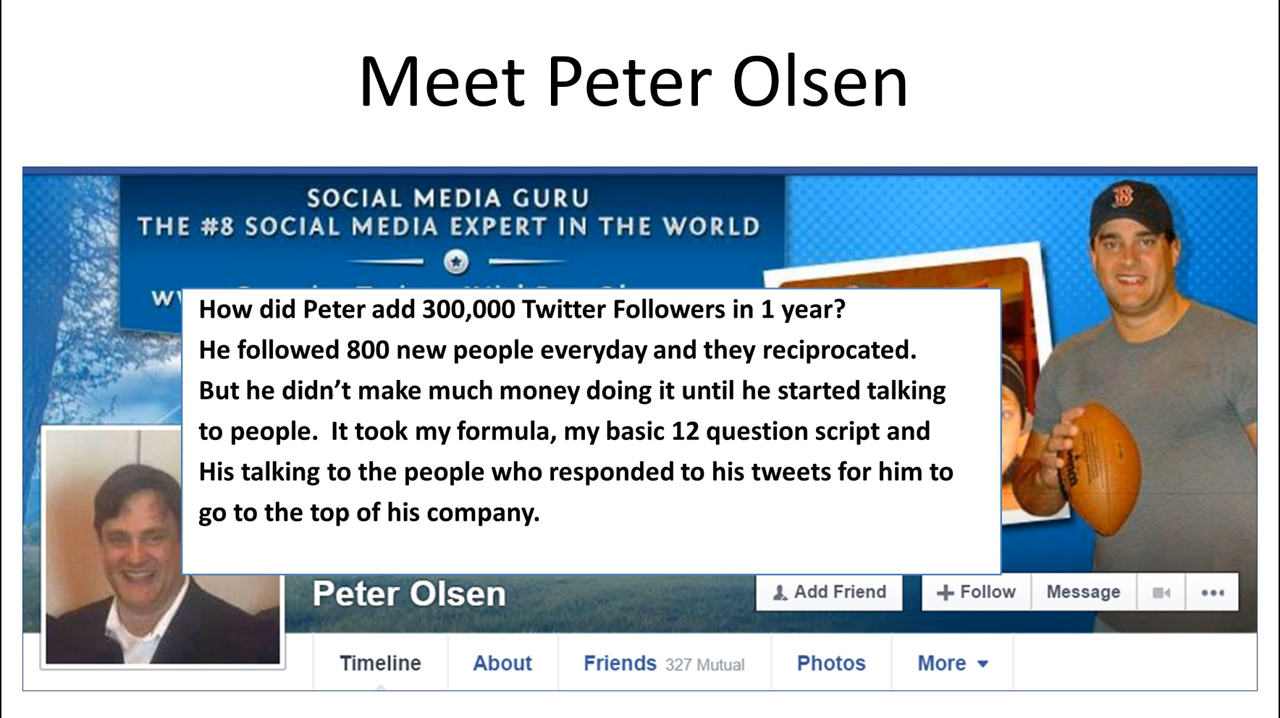 Meet Peter Olsen
SOCIAL MEDIA GURU
THE #8 SOCIAL MEDIA EXPERT IN THE WORLD
How did Peter add 300,000 Twitter Followers in 1 year?
He followed 800 new people everyday and they reciprocated.
But he didn’t make much money doing it until he started talking
to people.  It took my formula, my basic 12 question script and
His talking to the people who responded to his tweets for him to
go to the top of his company.
B
Peter Olsen
Add Friend
Follow
Message
Timeline
About
Friends 327 Mutual
Photos
More